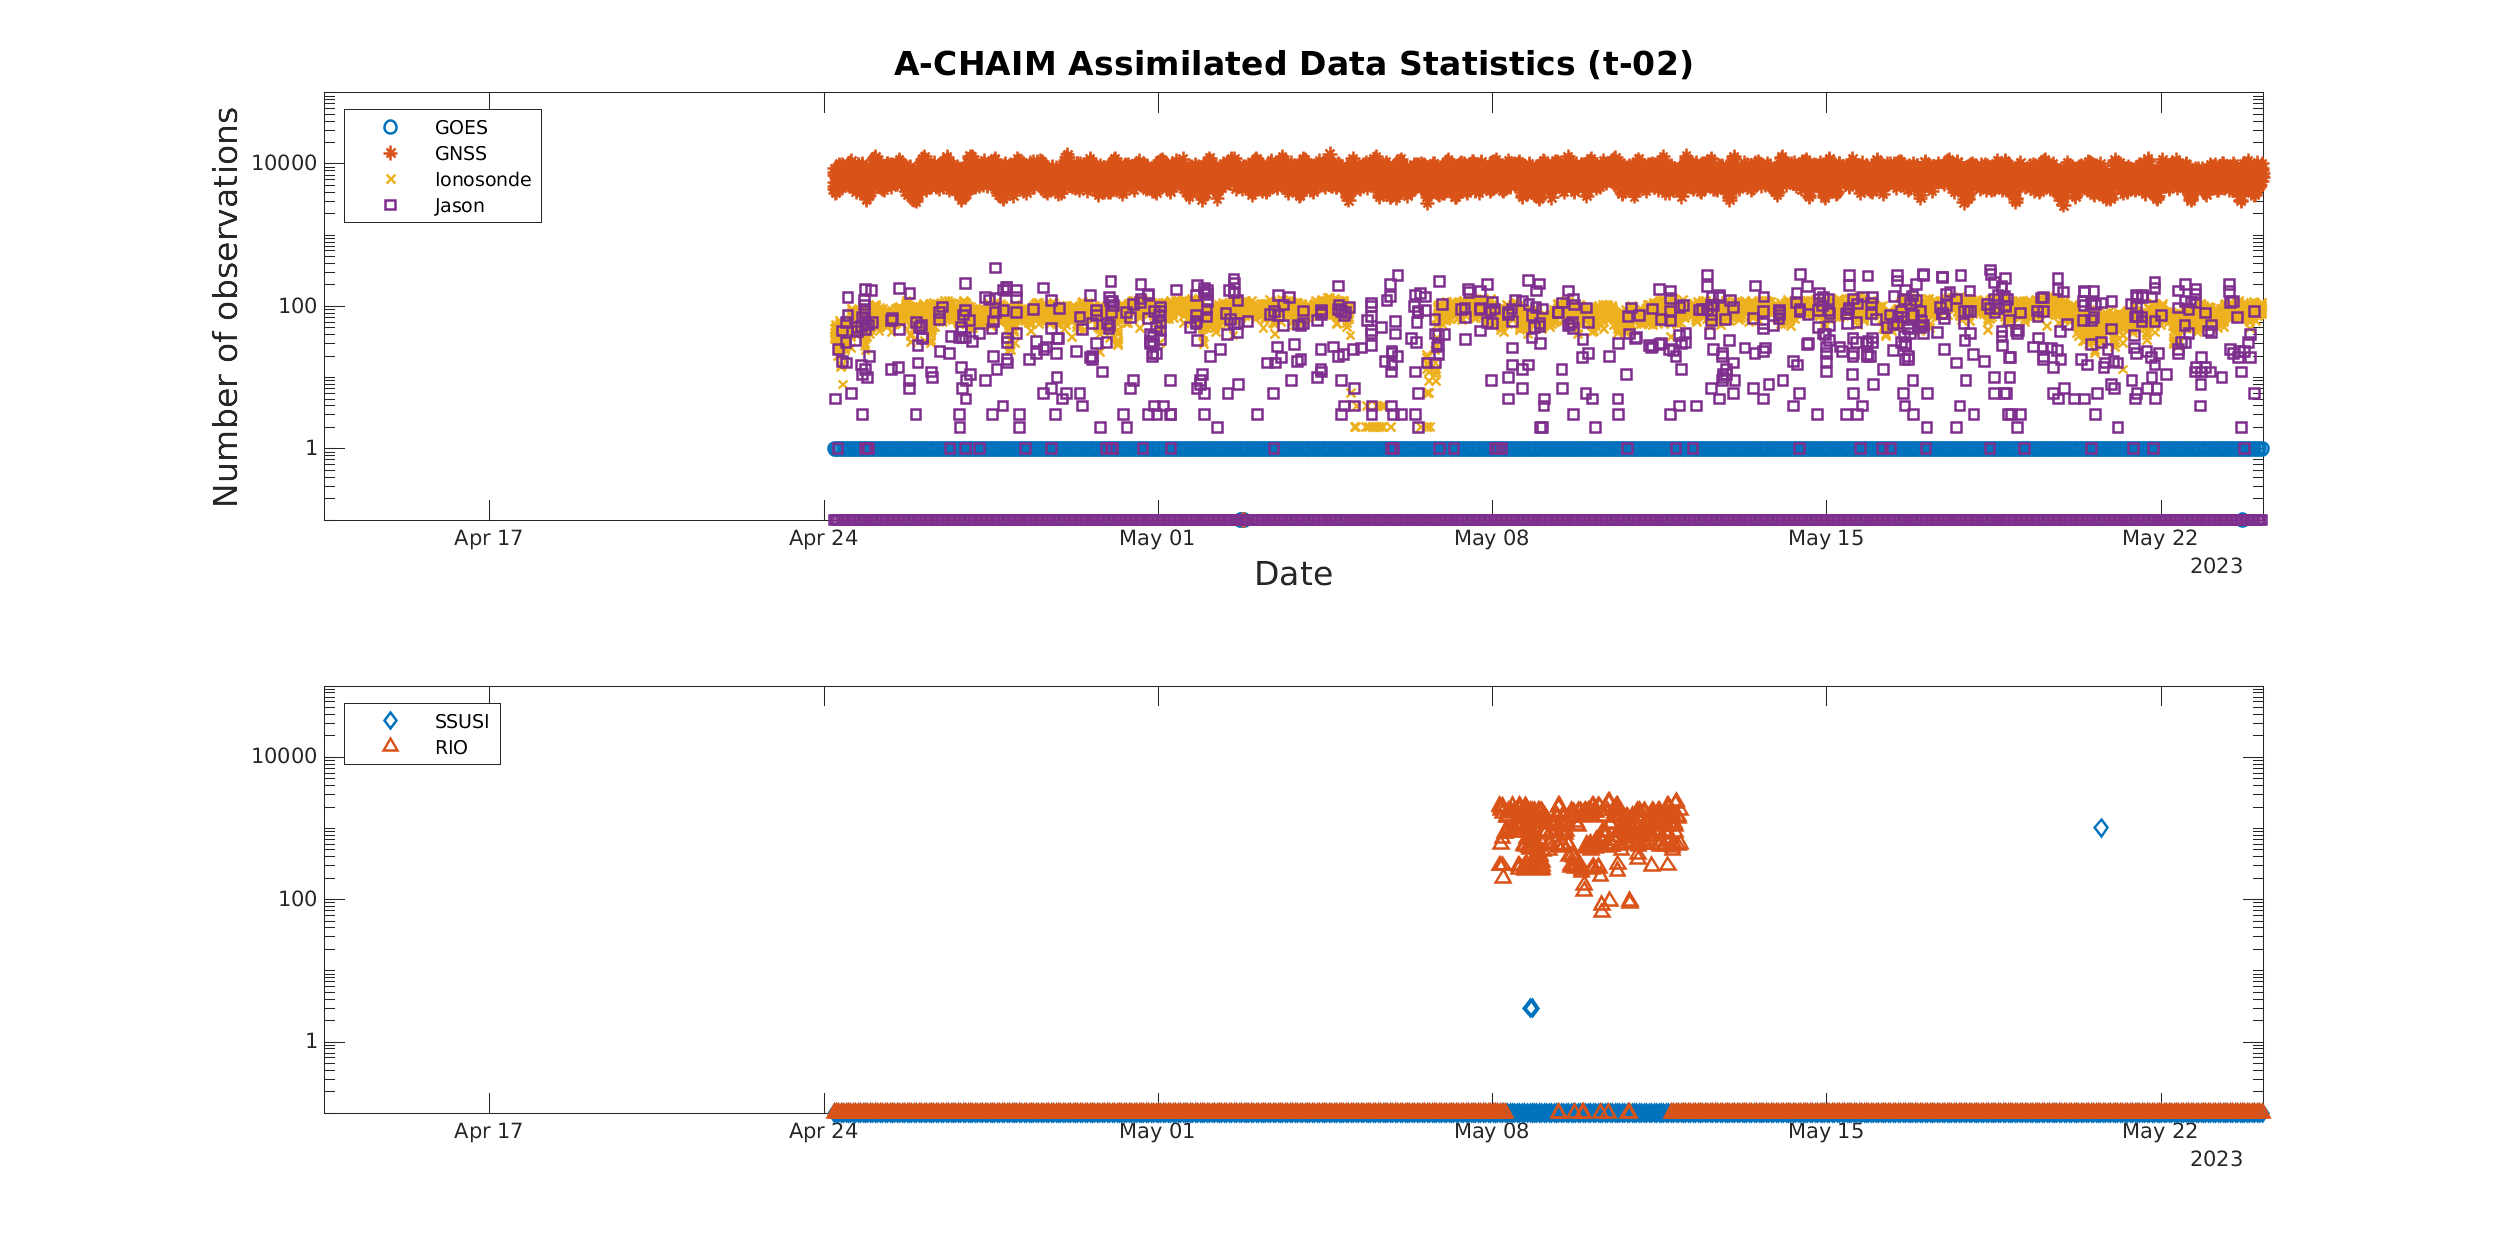 A-CHAIM Assimilated Data Statistics (t-02)
Number of observations
10000
100
1
GOES
GNSS
Ionosonde
Jason
Apr 17
Apr 24
May 01
May 08
May 15
May 22
2023
Date
10000
100
1
SSUSI
RIO
Apr 17
Apr 24
May 01
May 08
May 15
May 22
2023